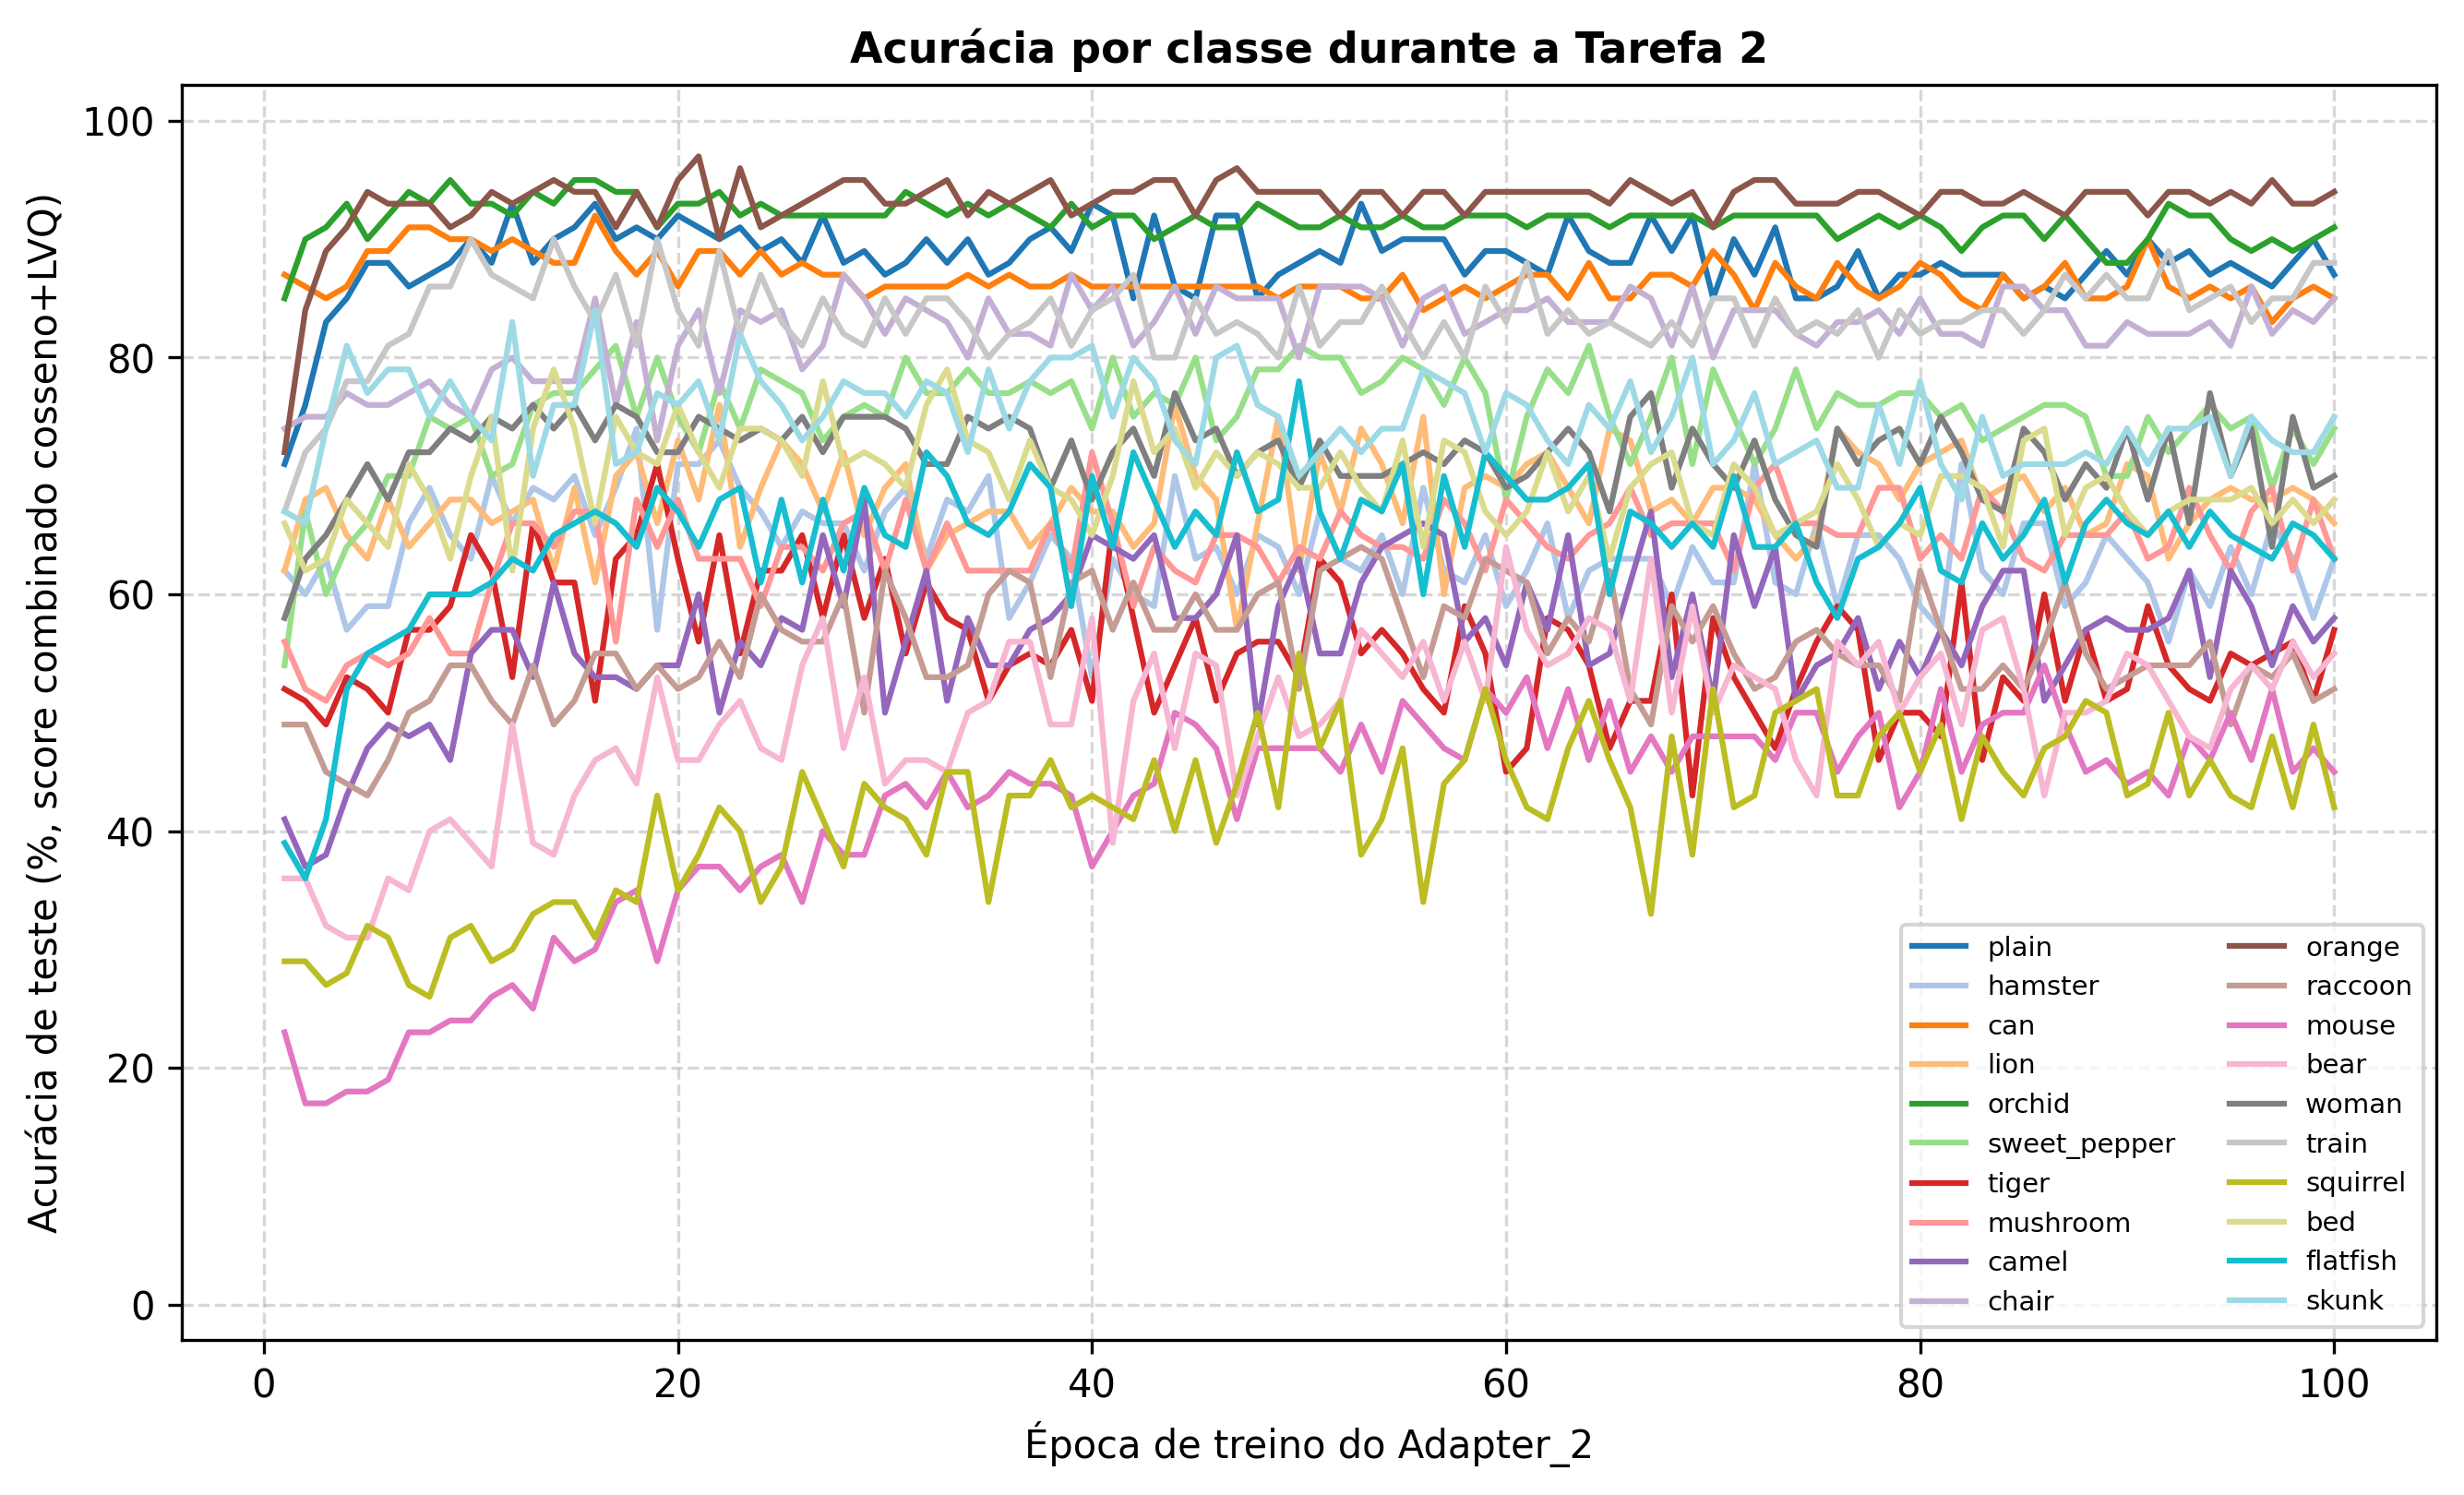 Acurácia por classe durante a Tarefa 2
Acurácia de teste (%, score combinado cosseno+LVQ)
100
80
60
40
20
0
plain
hamster
can
lion
orchid
sweet_pepper
tiger
mushroom
camel
chair
orange
raccoon
mouse
bear
woman
train
squirrel
bed
flatfish
skunk
0 20 40 60 80 100
Época de treino do Adapter_2